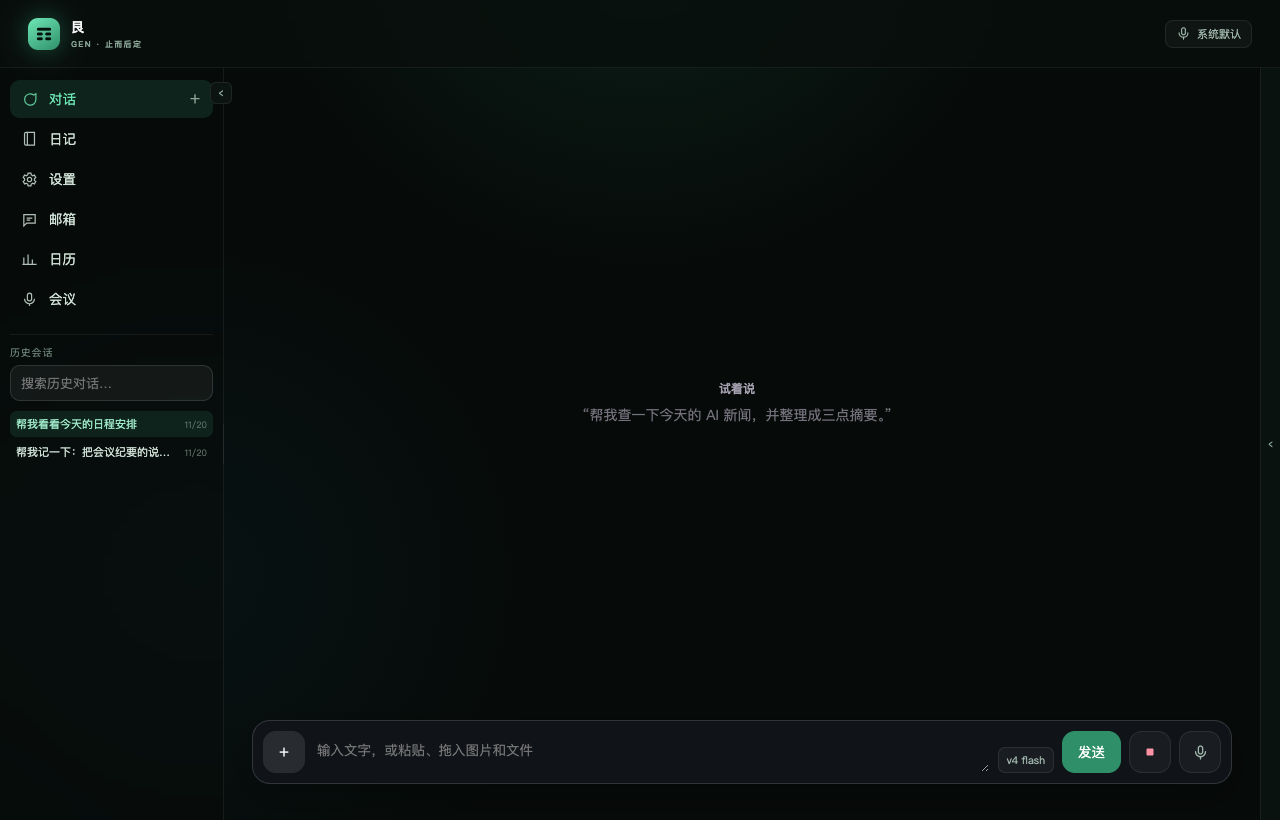 艮
GEN · 止而后定
系统默认
对话
日记
设置
邮箱
日历
会议
历史会话
搜索历史对话...
帮我看看今天的日程安排 11/20
帮我记一下：把会议纪要的说... 11/20
试着说
“帮我查一下今天的 AI 新闻，并整理成三点摘要。”
输入文字，或粘贴、拖入图片和文件
v4 flash
发送